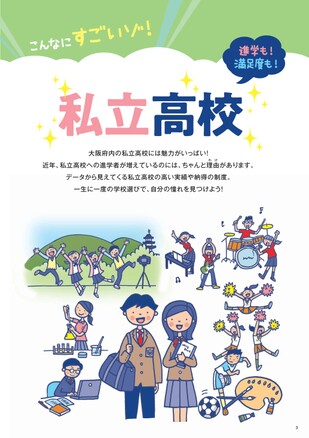 こんなにすごいゾ！
進学も！
満足度も！
私立高校
大阪府内の私立高校には魅力がいっぱい！
近年、私立高校への進学者が増えているのには、ちゃんと理由があります。
データから見えてくる私立高校の高い実績や納得の制度。
一生に一度の学校選びで、自分の憧れを見つけよう！
1